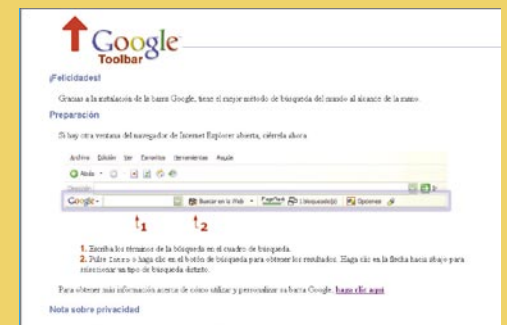 Google
Toolbar
¡Felicidades!
Gracias a la instalación de la barra Google, tiene el mejor método de búsqueda del mundo al alcance de la mano.
Preparación
Si hay otra ventana del navegador de Internet Explorer abierta, ciérrela ahora
Archivo Edición Ver Favoritos Herramientas Ayuda
Atrás
Dirección
Google Buscar en la Web PageRank bloqueado(s) Opciones
1 2
1. Escriba los términos de la búsqueda en el cuadro de búsqueda.
2. Pulse Intro o haga clic en el botón de búsqueda para obtener los resultados. Haga clic en la flecha hacia abajo para
seleccionar un tipo de búsqueda distinto.
Para obtener más información acerca de cómo utilizar y personalizar su barra Google, haga clic aquí
Nota sobre privacidad